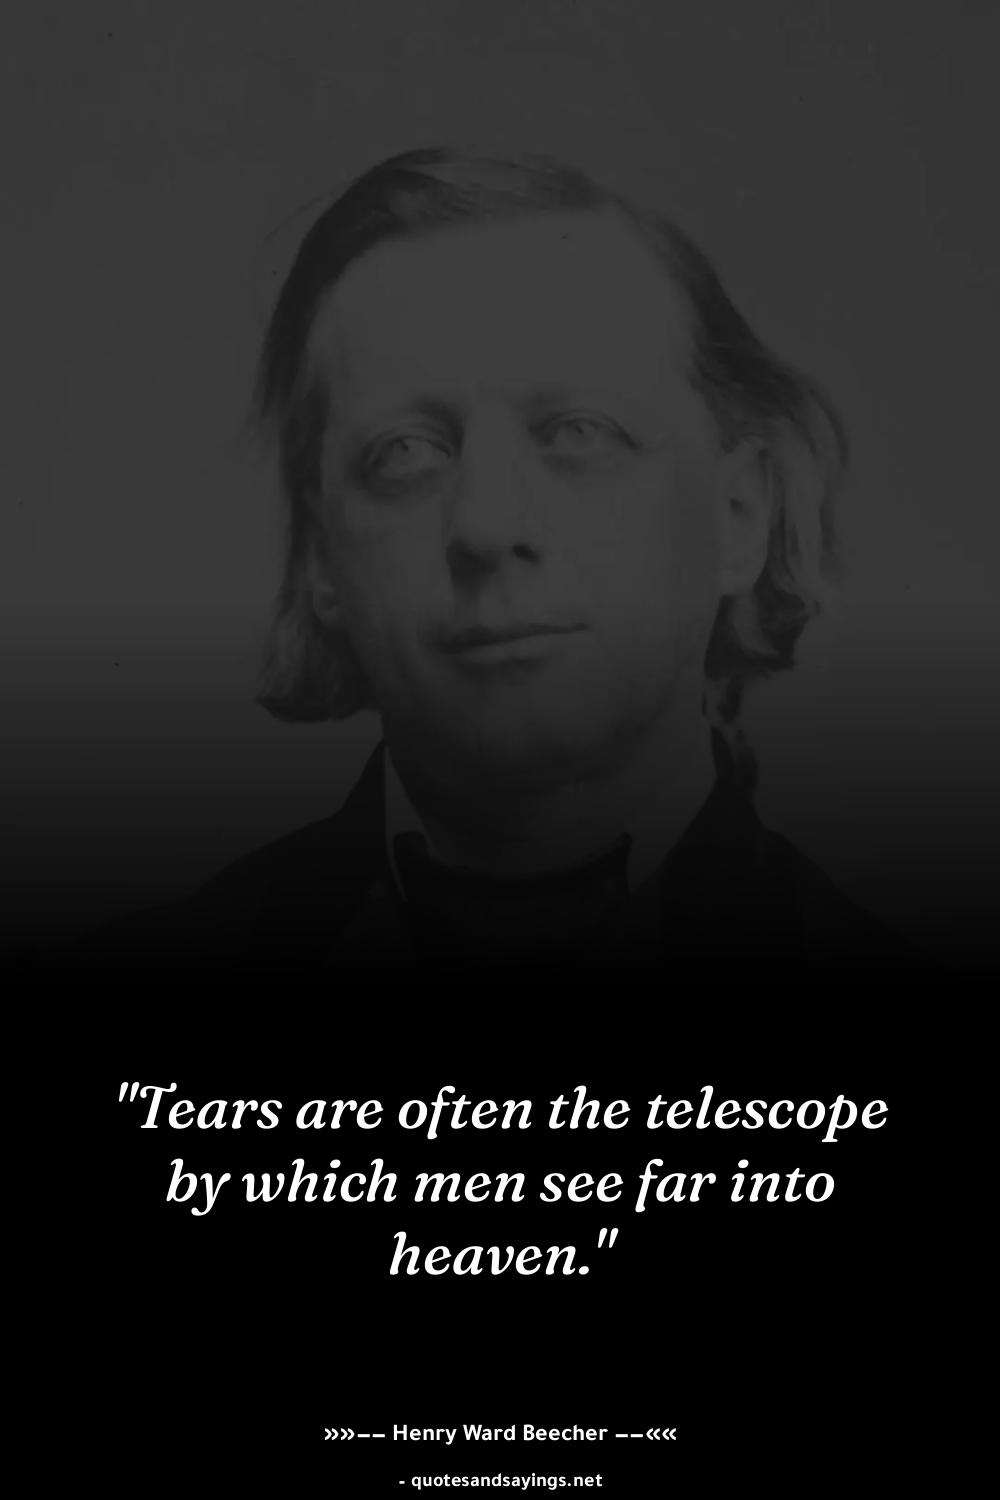 "Tears are often the telescope
by which men see far into
heaven."
»»–– Henry Ward Beecher ––««
- quotesandsayings.net